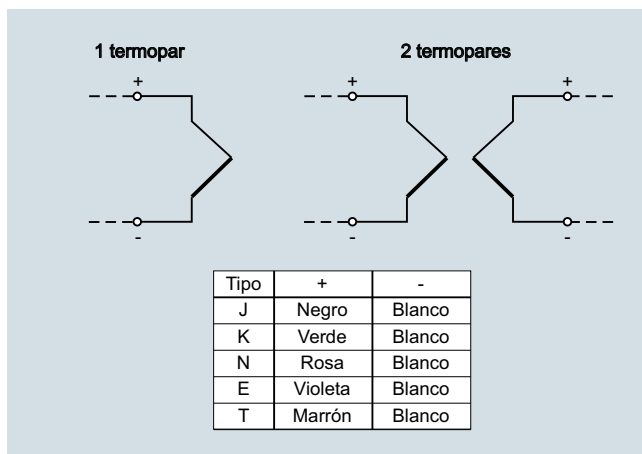 1 termopar 2 termopares
+ + +
- - -
Tipo + -
J Negro Blanco
K Verde Blanco
N Rosa Blanco
E Violeta Blanco
T Marrón Blanco